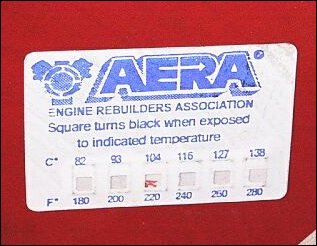 AERA®
ENGINE REBUILDERS ASSOCIATION
Square turns black when exposed
to indicated temperature
C° 82 93 104 116 127 138
F° 180 200 220 240 260 280